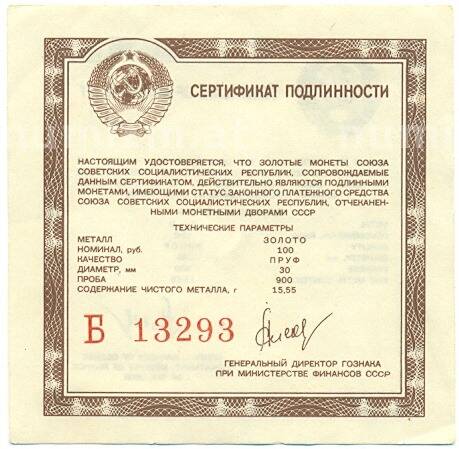 СЕРТИФИКАТ ПОДЛИННОСТИ
НАСТОЯЩИМ УДОСТОВЕРЯЕТСЯ, ЧТО ЗОЛОТЫЕ МОНЕТЫ СОЮЗА
СОВЕТСКИХ СОЦИАЛИСТИЧЕСКИХ РЕСПУБЛИК, СОПРОВОЖДАЕМЫЕ
ДАННЫМ СЕРТИФИКАТОМ, ДЕЙСТВИТЕЛЬНО ЯВЛЯЮТСЯ ПОДЛИННЫМИ
МОНЕТАМИ, ИМЕЮЩИМИ СТАТУС ЗАКОННОГО ПЛАТЕЖНОГО СРЕДСТВА
СОЮЗА СОВЕТСКИХ СОЦИАЛИСТИЧЕСКИХ РЕСПУБЛИК, ОТЧЕКАНЕН-
НЫМИ МОНЕТНЫМИ ДВОРАМИ СССР
ТЕХНИЧЕСКИЕ ПАРАМЕТРЫ
МЕТАЛЛ ЗОЛОТО
НОМИНАЛ, руб. 100
КАЧЕСТВО ПРУФ
ДИАМЕТР, мм 30
ПРОБА 900
СОДЕРЖАНИЕ ЧИСТОГО МЕТАЛЛА, г 15,55
Б 13293
ГЕНЕРАЛЬНЫЙ ДИРЕКТОР ГОЗНАКА
ПРИ МИНИСТЕРСТВЕ ФИНАНСОВ СССР